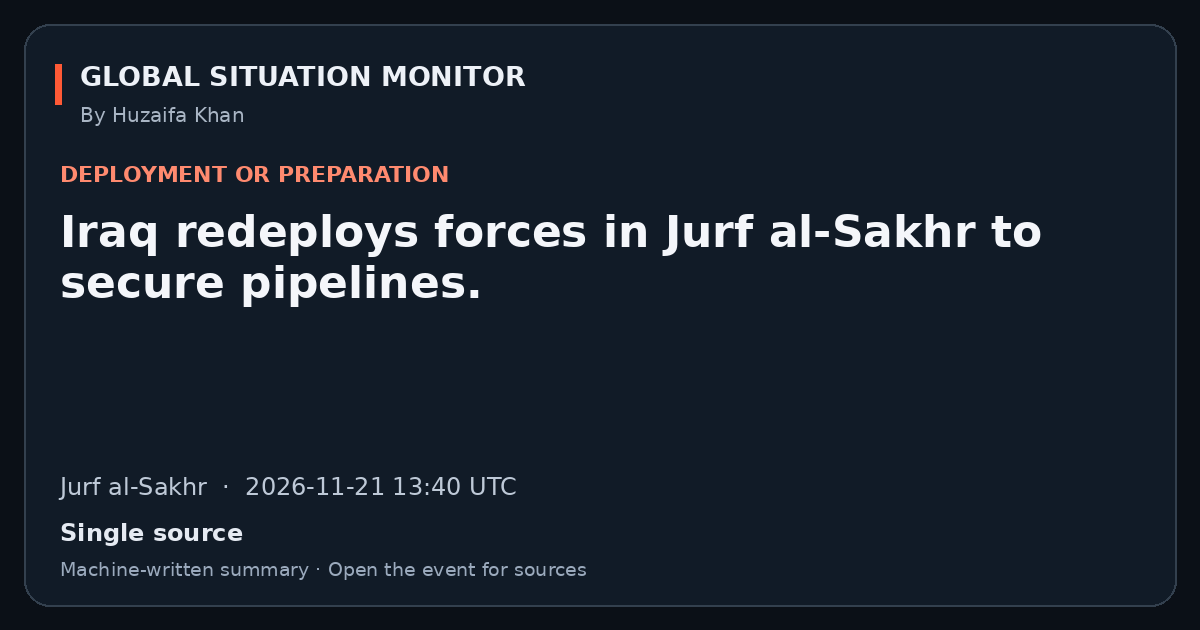 GLOBAL SITUATION MONITOR
By Huzaifa Khan
DEPLOYMENT OR PREPARATION
Iraq redeploys forces in Jurf al-Sakhr to
secure pipelines.
Jurf al-Sakhr · 2026-11-21 13:40 UTC
Single source
Machine-written summary · Open the event for sources